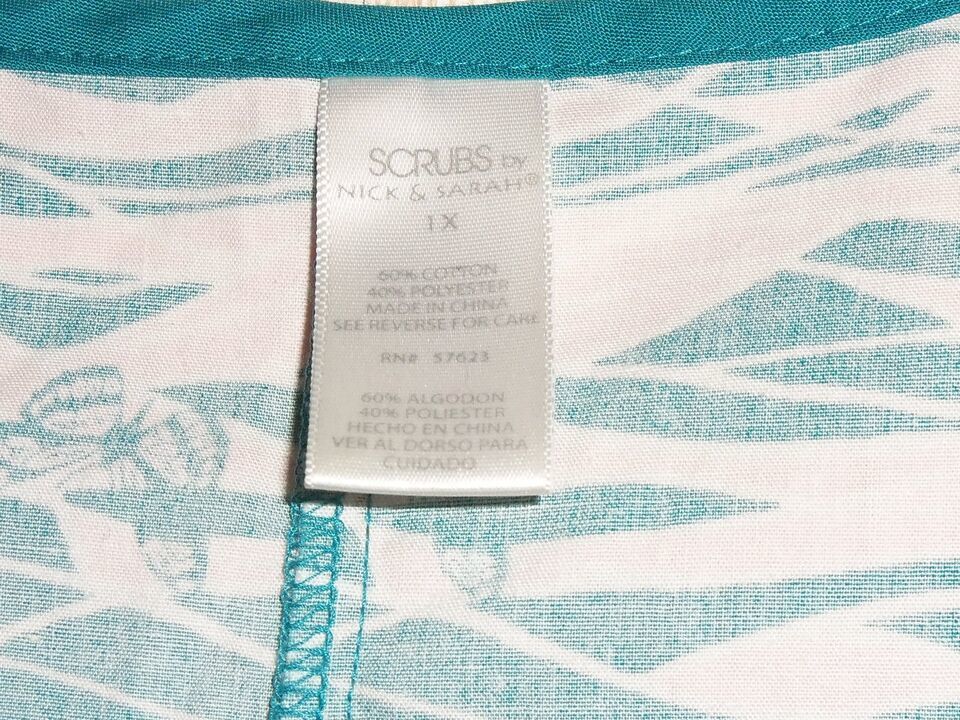 SCRUBS by
NICK & SARAH®
1X
60% COTTON
40% POLYESTER
MADE IN CHINA
SEE REVERSE FOR CARE
RN# 57623
60% ALGODON
40% POLIESTER
HECHO EN CHINA
VER AL DORSO PARA
CUIDADO